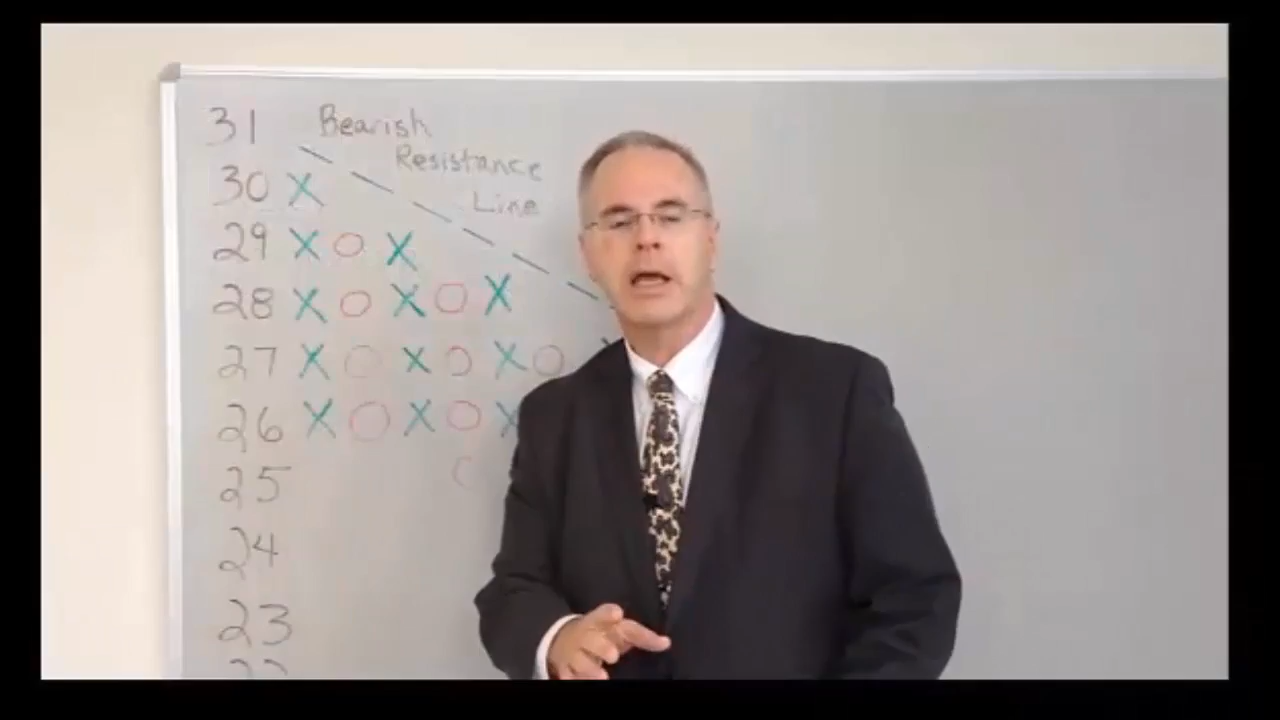 31 Bearish
Resistance
30 X Line
29 X O X
28 X O X O X
27 X O X O X O
26 X O X O X
25
24
23